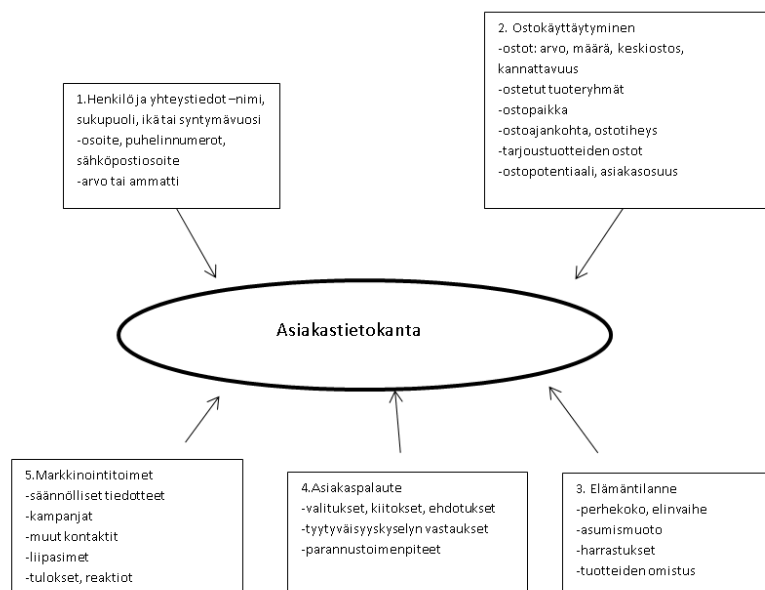 1.Henkilö ja yhteystiedot –nimi,
sukupuoli, ikä tai syntymävuosi
-osoite, puhelinnumerot,
sähköpostiosoite
-arvo tai ammatti
2. Ostokäyttäytyminen
-ostot: arvo, määrä, keskiostos,
kannattavuus
-ostetut tuoteryhmät
-ostopaikka
-ostoajankohta, ostotiheys
-tarjoustuotteiden ostot
-ostopotentiaali, asiakasosuus
Asiakastietokanta
5.Markkinointitoimet
-säännölliset tiedotteet
-kampanjat
-muut kontaktit
-liipasimet
-tulokset, reaktiot
4.Asiakaspalaute
-valitukset, kiitokset, ehdotukset
-tyytyväisyyskyselyn vastaukset
-parannustoimenpiteet
3. Elämäntilanne
-perhekoko, elinvaihe
-asumismuoto
-harrastukset
-tuotteiden omistus